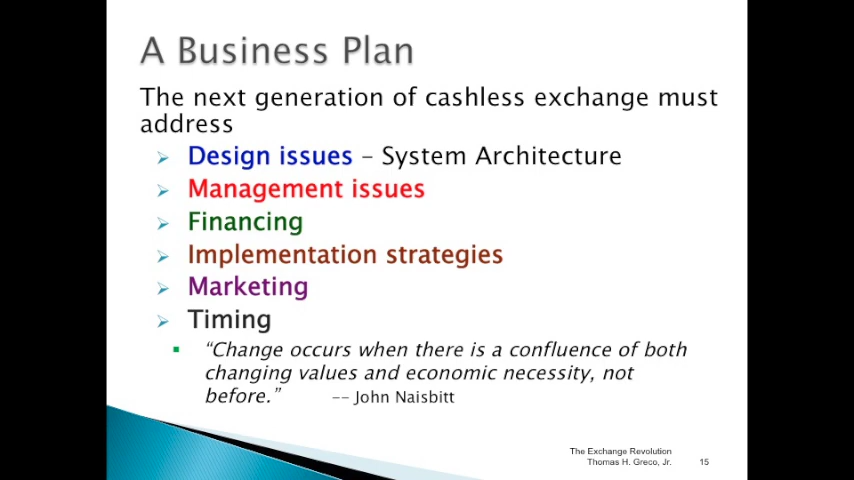 A Business Plan
The next generation of cashless exchange must
address
Design issues – System Architecture
Management issues
Financing
Implementation strategies
Marketing
Timing
“Change occurs when there is a confluence of both
changing values and economic necessity, not
before.” -- John Naisbitt
The Exchange Revolution
Thomas H. Greco, Jr. 15